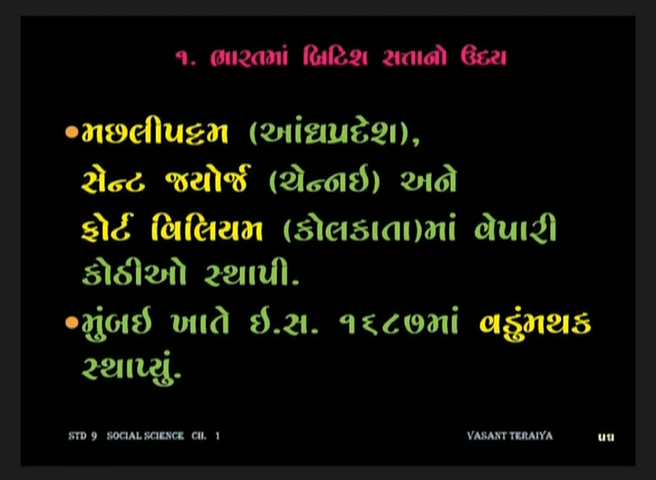 ૧. ભારતમાં બ્રિટિશ સત્તાનો ઉદય
•મછલીપટ્ટમ (આંધ્રપ્રદેશ),
સેન્ટ જ્યોર્જ (ચેન્નઈ) અને
ફોર્ટ વિલિયમ (કોલકાતા)માં વેપારી
કોઠીઓ સ્થાપી.
•મુંબઈ ખાતે ઈ.સ. ૧૬૮૭માં વડુંમથક
સ્થાપ્યું.
STD 9 SOCIAL SCIENCE CH. 1 VASANT TERAIYA ૫૫